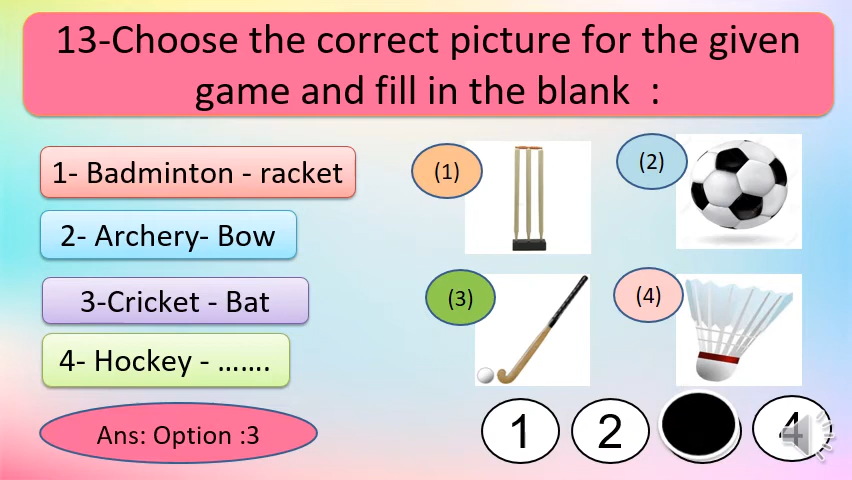 13-Choose the correct picture for the given
game and fill in the blank  :
1- Badminton - racket
2- Archery- Bow
3-Cricket - Bat
4- Hockey - …….
(1)
(2)
(3)
(4)
Ans: Option :3
1
2
4